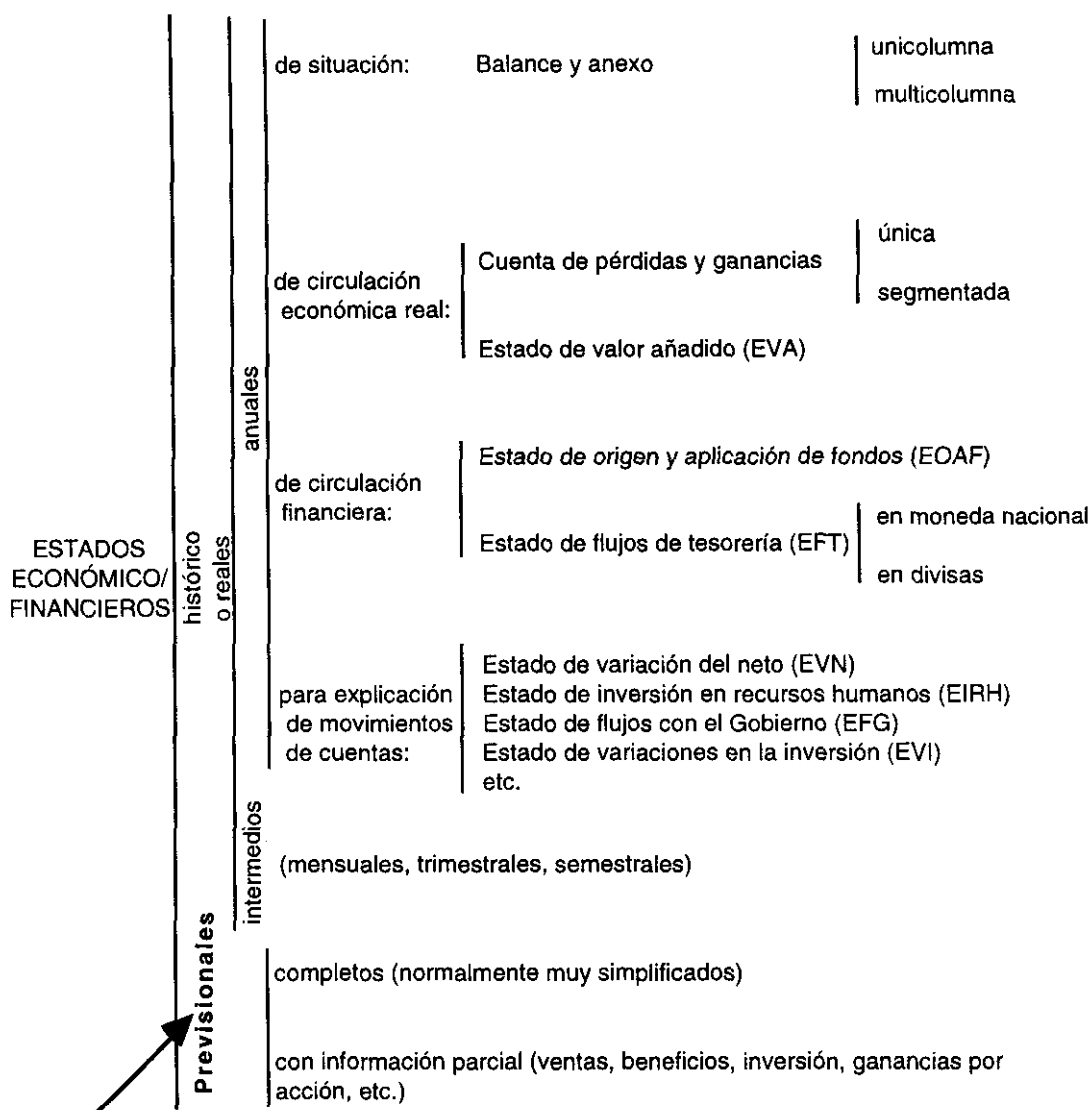 ESTADOS
ECONÓMICO/
FINANCIEROS
histórico
o reales
anuales
de situación:
Balance y anexo
unicolumna
multicolumna
de circulación
económica real:
Cuenta de pérdidas y ganancias
única
segmentada
Estado de valor añadido (EVA)
de circulación
financiera:
Estado de origen y aplicación de fondos (EOAF)
Estado de flujos de tesorería (EFT)
en moneda nacional
en divisas
para explicación
de movimientos
de cuentas:
Estado de variación del neto (EVN)
Estado de inversión en recursos humanos (EIRH)
Estado de flujos con el Gobierno (EFG)
Estado de variaciones en la inversión (EVI)
etc.
intermedios
(mensuales, trimestrales, semestrales)
Previsionales
completos (normalmente muy simplificados)
con información parcial (ventas, beneficios, inversión, ganancias por
acción, etc.)